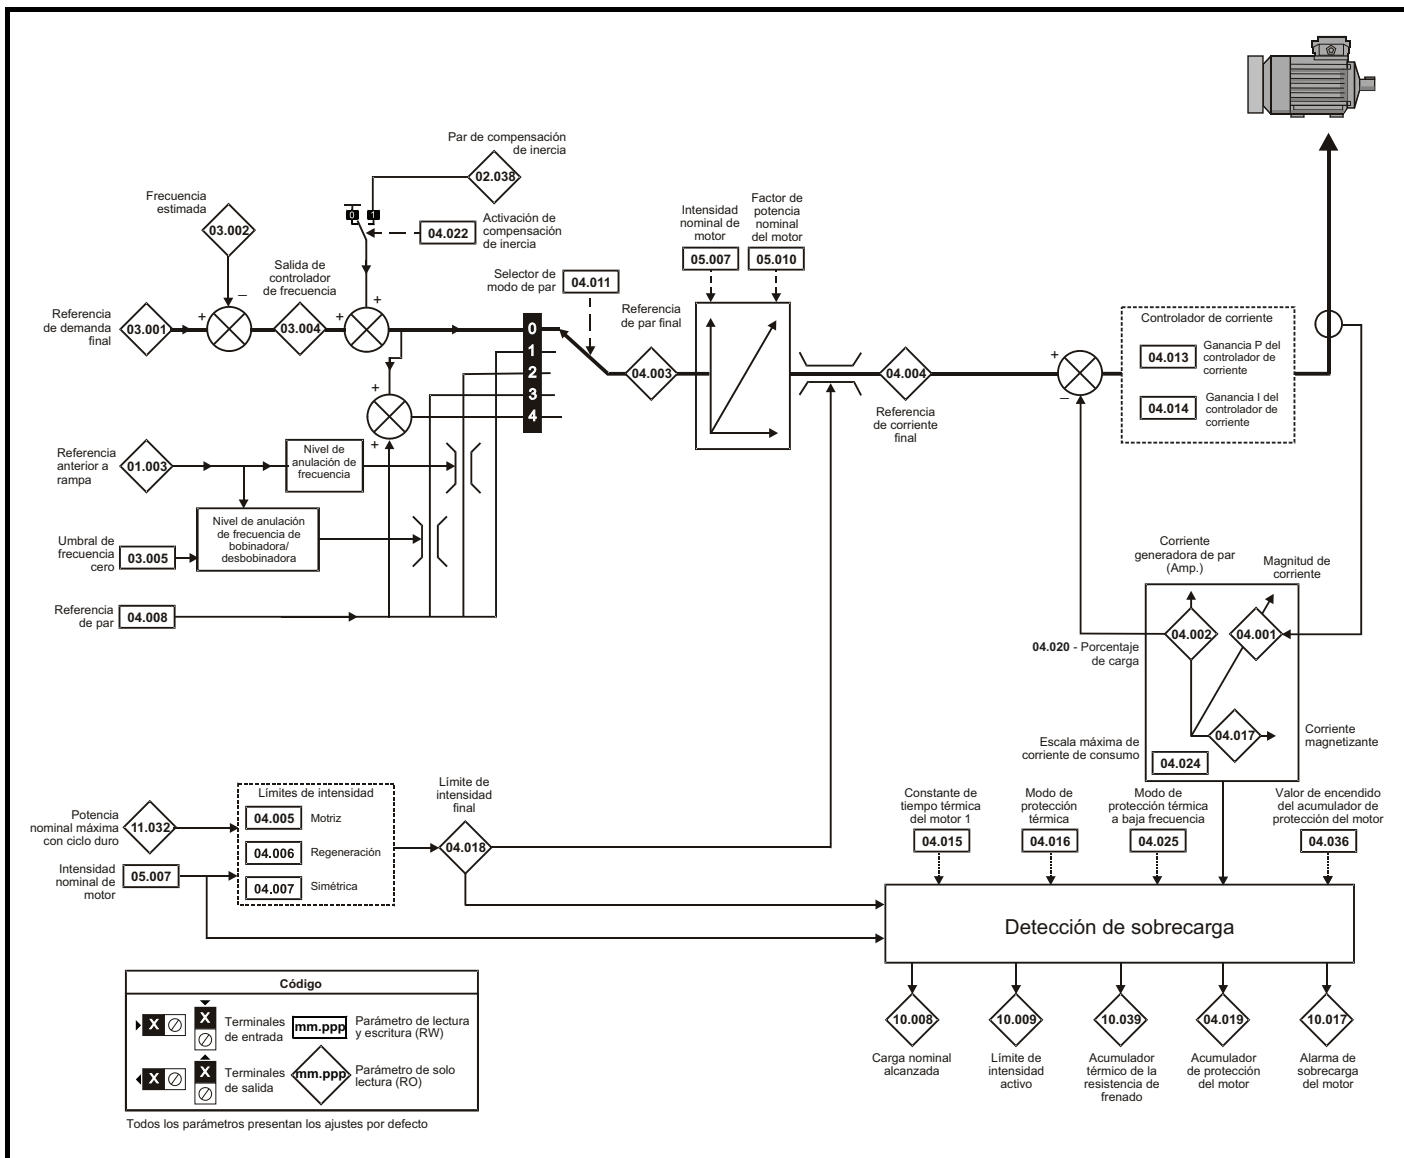 Par de compensación
de inercia
02.038
Frecuencia
estimada
03.002
0 1
04.022
Activación de
compensación
de inercia
Salida de
controlador
de frecuencia
Selector de
modo de par
04.011
Intensidad
nominal de
motor
05.007
Factor de
potencia
nominal
del motor
05.010
Referencia
de demanda
final
03.001
+
–
03.004
+
+
0
1
2
3
4
Referencia
de par final
04.003
04.004
Referencia
de corriente
final
+
–
Controlador de corriente
04.013
Ganancia P del
controlador de
corriente
04.014
Ganancia I del
controlador de
corriente
+
+
Referencia
anterior a
rampa
01.003
Nivel de
anulación de
frecuencia
Nivel de anulación
de frecuencia de
bobinadora/
desbobinadora
Umbral de
frecuencia
cero
03.005
Referencia
de par
04.008
Corriente
generadora de par
(Amp.)
Magnitud de
corriente
04.002
04.001
04.020 - Porcentaje
de carga
04.017
Corriente
magnetizante
Escala máxima de
corriente de consumo
04.024
Potencia
nominal máxima
con ciclo duro
11.032
Intensidad
nominal de
motor
05.007
Límites de intensidad
04.005
Motriz
04.006
Regeneración
04.007
Simétrica
Límite de
intensidad
final
04.018
Constante de
tiempo térmica
del motor 1
04.015
Modo de
protección
térmica
04.016
Modo de
protección térmica
a baja frecuencia
04.025
Valor de encendido
del acumulador de
protección del motor
04.036
Detección de sobrecarga
10.008
Carga nominal
alcanzada
10.009
Límite de
intensidad
activo
10.039
Acumulador
térmico de la
resistencia de
frenado
04.019
Acumulador
de protección
del motor
10.017
Alarma de
sobrecarga
del motor
Código
X
X
Terminales
de entrada
mm.ppp
Parámetro de lectura
y escritura (RW)
X
X
Terminales
de salida
mm.ppp
Parámetro de solo
lectura (RO)
Todos los parámetros presentan los ajustes por defecto